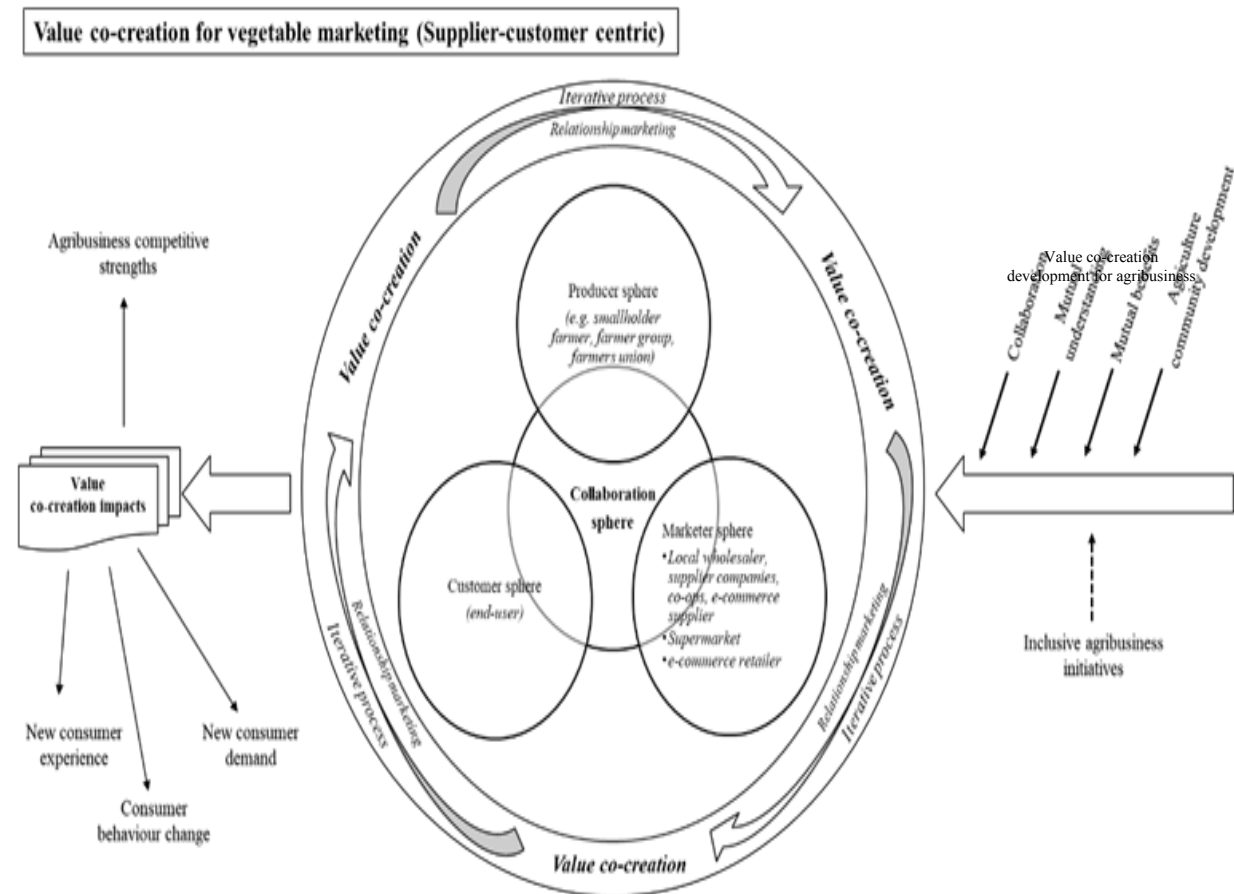 Value co-creation for vegetable marketing (Supplier-customer centric)
Iterative process
Relationship marketing
Value co-creation
Value co-creation
Agribusiness competitive
strengths
Producer sphere
(e.g. smallholder
farmer, farmer group,
farmers union)
Value co-creation
development for agribusiness
Collaboration
Mutual
understanding
Mutual benefits
Agriculture
community development
Value
co-creation impacts
Collaboration
sphere
Marketer sphere
•Local wholesaler,
supplier companies,
co-ops, e-commerce
supplier
•Supermarket
•e-commerce retailer
Customer sphere
(end-user)
Relationship marketing
Iterative process
Relationship marketing
Iterative process
Inclusive agribusiness
initiatives
New consumer
experience
New consumer
demand
Consumer
behaviour change
Value co-creation